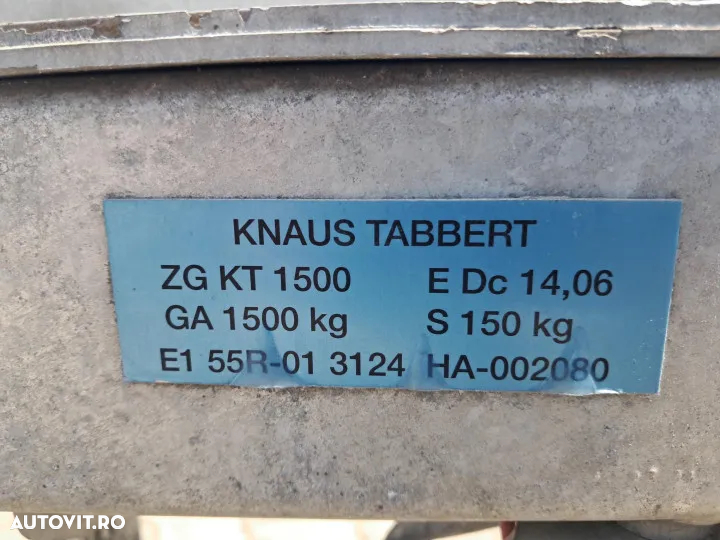 KNAUS TABBERT
ZG KT 1500 E Dc 14,06
GA 1500 kg S 150 kg
E1 55R-01 3124 HA-002080
AUTOVIT.RO